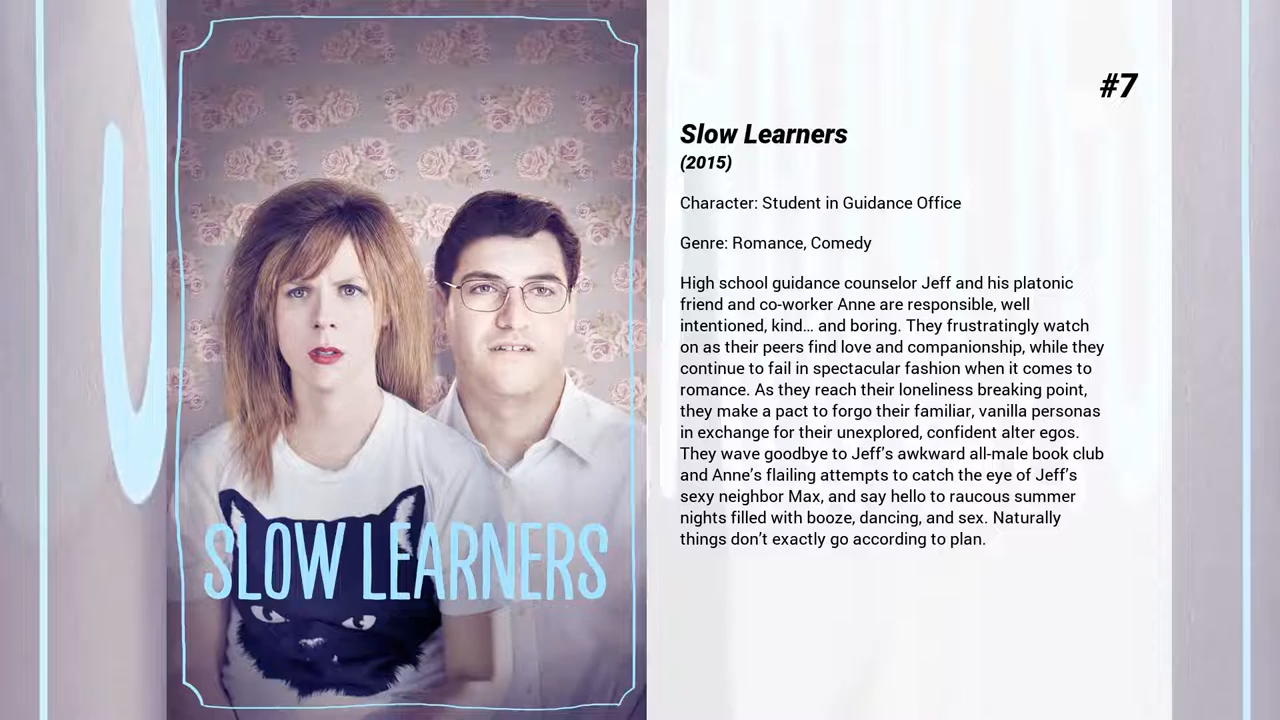 SLOW LEARNERS
#7
Slow Learners
(2015)
Character: Student in Guidance Office
Genre: Romance, Comedy
High school guidance counselor Jeff and his platonic
friend and co-worker Anne are responsible, well
intentioned, kind… and boring. They frustratingly watch
on as their peers find love and companionship, while they
continue to fail in spectacular fashion when it comes to
romance. As they reach their loneliness breaking point,
they make a pact to forgo their familiar, vanilla personas
in exchange for their unexplored, confident alter egos.
They wave goodbye to Jeff’s awkward all-male book club
and Anne’s flailing attempts to catch the eye of Jeff’s
sexy neighbor Max, and say hello to raucous summer
nights filled with booze, dancing, and sex. Naturally
things don’t exactly go according to plan.